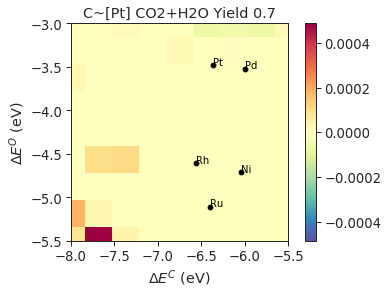 C~[Pt] CO2+H2O Yield 0.7
ΔE^O (eV)
−3.0
−3.5
−4.0
−4.5
−5.0
−5.5
Pt
Pd
Rh
Ni
Ru
−8.0 −7.5 −7.0 −6.5 −6.0 −5.5
ΔE^C (eV)
0.0004
0.0002
0.0000
−0.0002
−0.0004